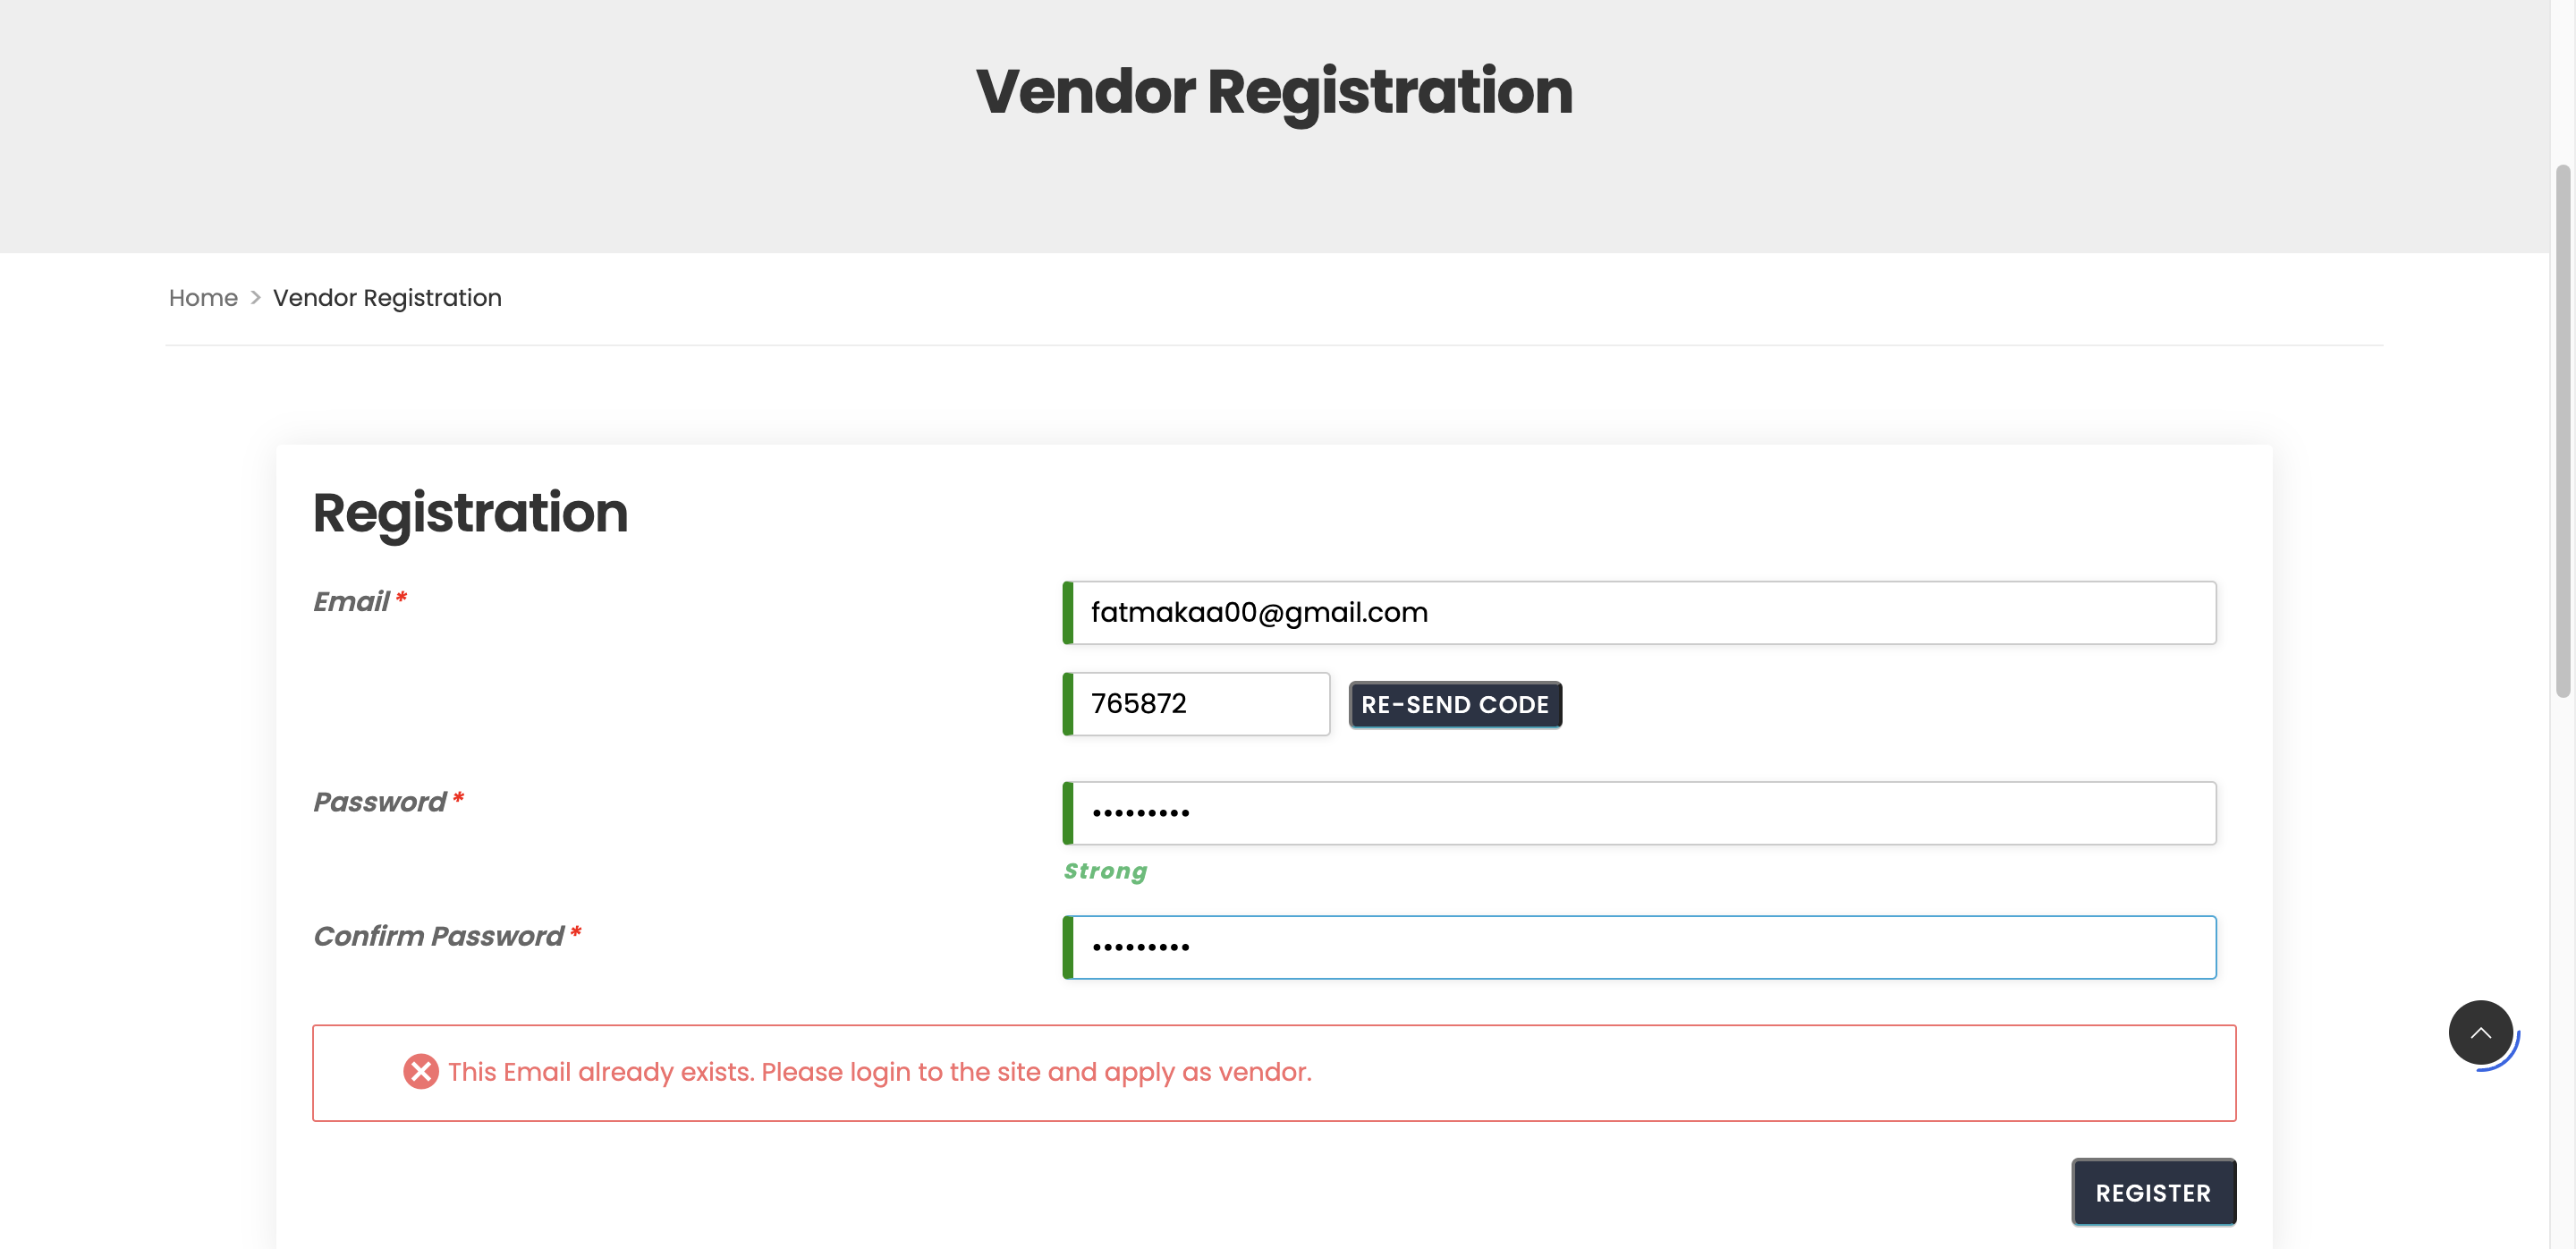 Vendor Registration
Home > Vendor Registration
Registration
Email *
fatmakaa00@gmail.com
765872
RE-SEND CODE
Password *
•••••••••
Strong
Confirm Password *
•••••••••
This Email already exists. Please login to the site and apply as vendor.
REGISTER